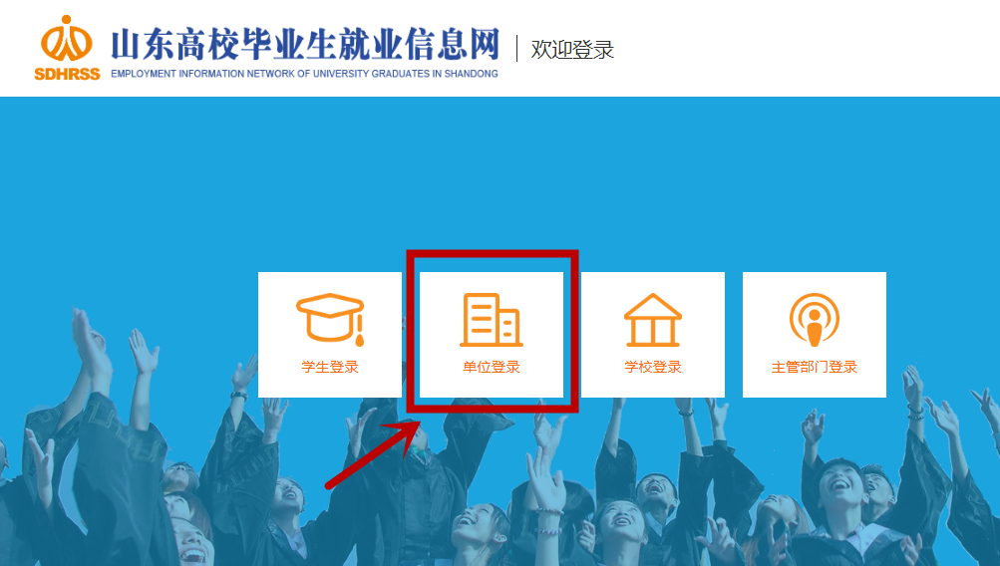 山东高校毕业生就业信息网
欢迎登录
SDHRSS
EMPLOYMENT INFORMATION NETWORK OF UNIVERSITY GRADUATES IN SHANDONG
学生登录
单位登录
学校登录
主管部门登录